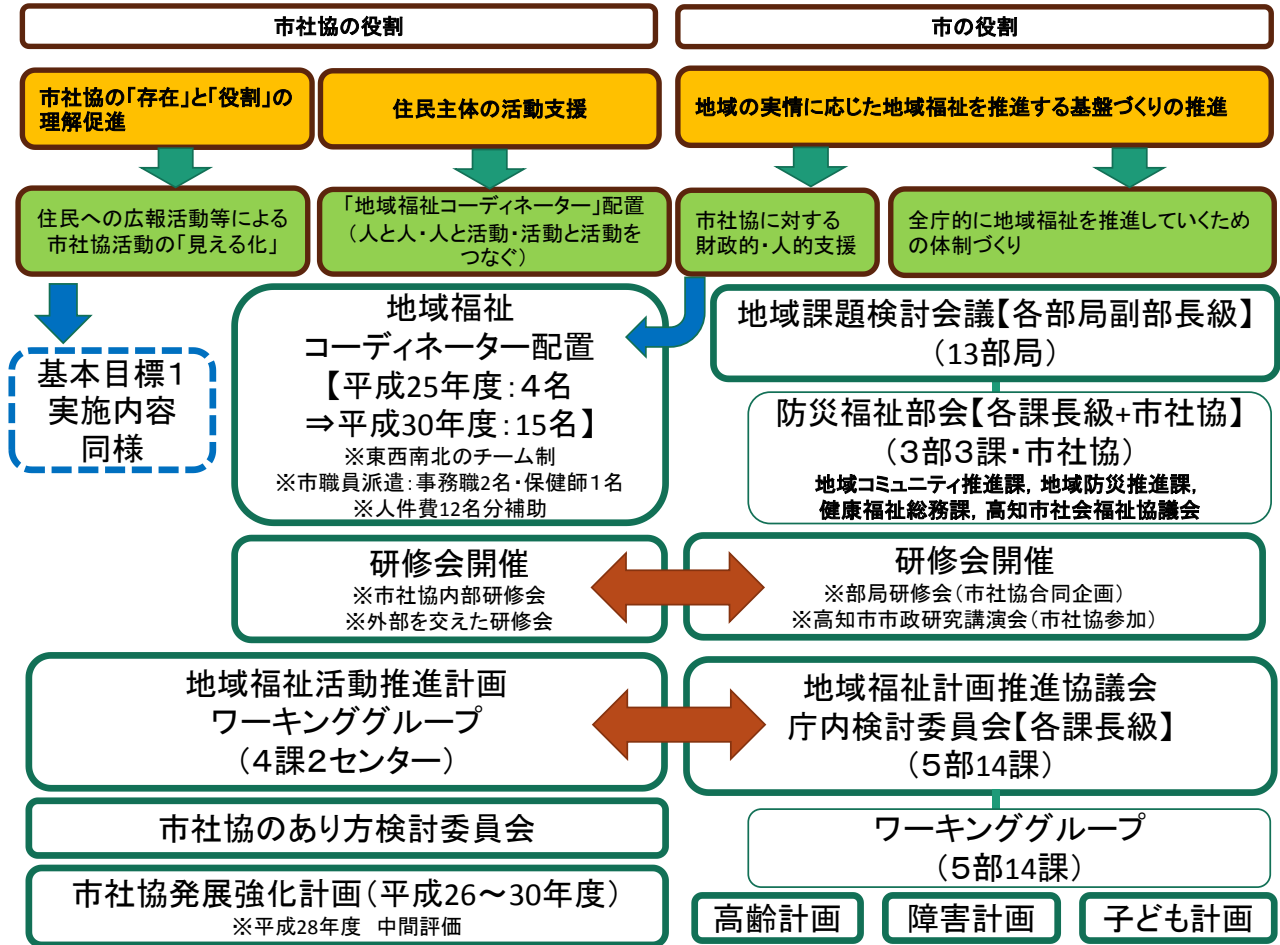 市社協の役割
市の役割
市社協の「存在」と「役割」の
理解促進
住民主体の活動支援
地域の実情に応じた地域福祉を推進する基盤づくりの推進
住民への広報活動等による
市社協活動の「見える化」
「地域福祉コーディネーター」配置
（人と人・人と活動・活動と活動を
つなぐ）
市社協に対する
財政的・人的支援
全庁的に地域福祉を推進していくため
の体制づくり
基本目標１
実施内容
同様
地域福祉
コーディネーター配置
【平成25年度：４名
⇒平成30年度：15名】
※東西南北のチーム制
※市職員派遣：事務職2名・保健師１名
※人件費12名分補助
地域課題検討会議【各部局副部長級】
（13部局）
防災福祉部会【各課長級+市社協】
（３部３課・市社協）
地域コミュニティ推進課，地域防災推進課，
健康福祉総務課，高知市社会福祉協議会
研修会開催
※市社協内部研修会
※外部を交えた研修会
研修会開催
※部局研修会（市社協合同企画）
※高知市市政研究講演会（市社協参加）
地域福祉活動推進計画
ワーキンググループ
（４課２センター）
地域福祉計画推進協議会
庁内検討委員会【各課長級】
（５部14課）
市社協のあり方検討委員会
ワーキンググループ
（５部14課）
市社協発展強化計画（平成26～30年度）
※平成28年度　中間評価
高齢計画
障害計画
子ども計画